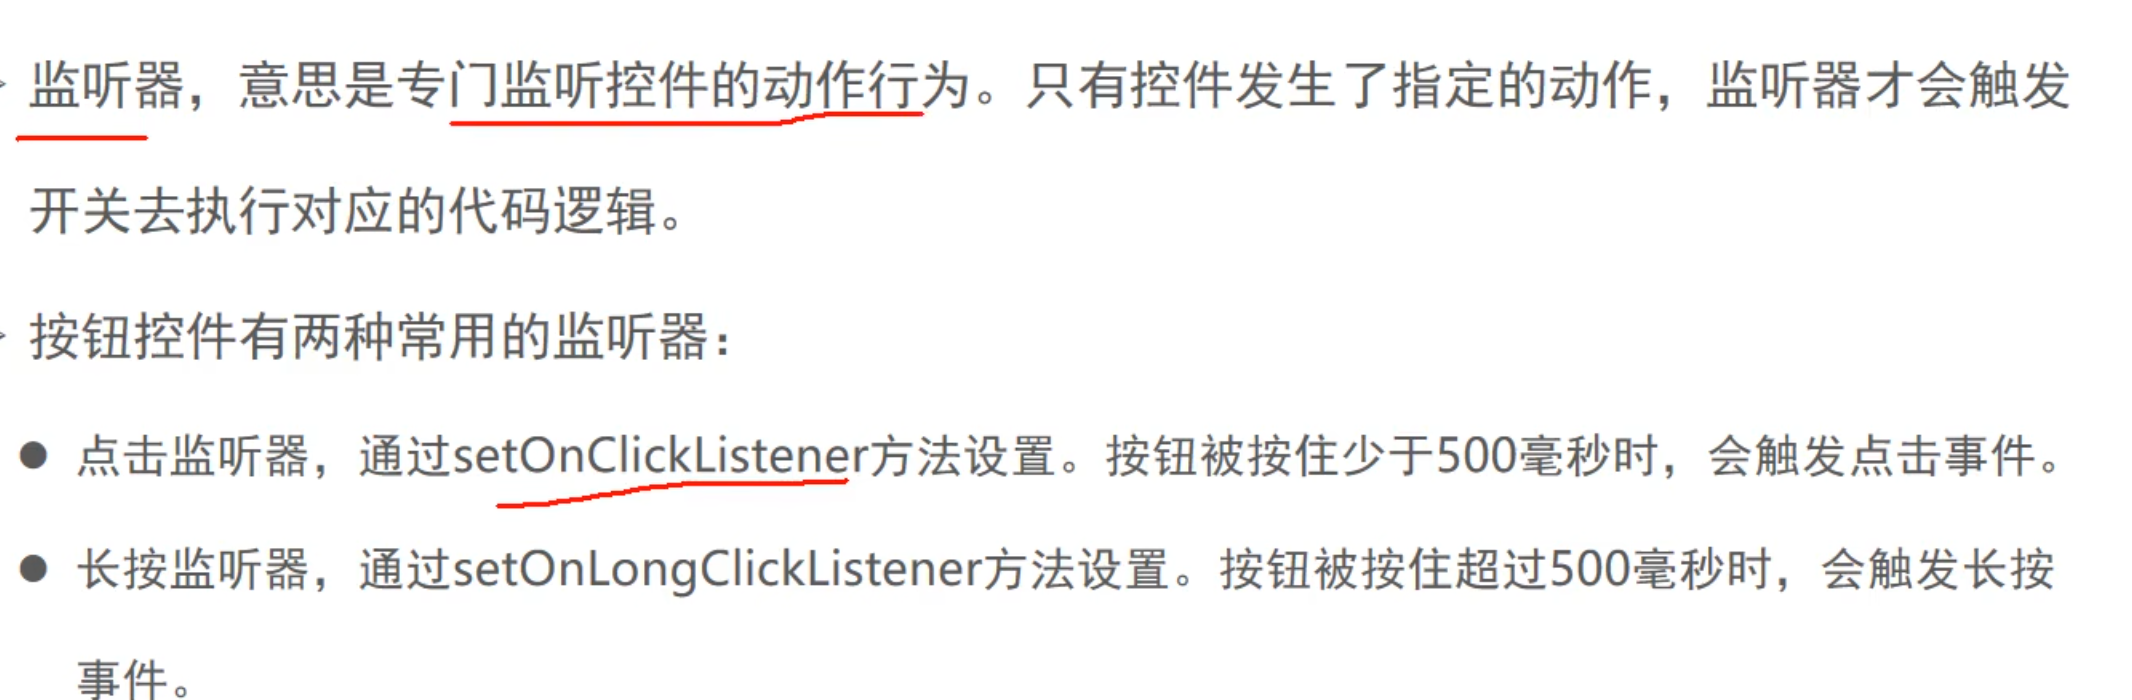 监听器，意思是专门监听控件的动作行为。只有控件发生了指定的动作，监听器才会触发
开关去执行对应的代码逻辑。
按钮控件有两种常用的监听器：
● 点击监听器，通过setOnClickListener方法设置。按钮被按住少于500毫秒时，会触发点击事件。
● 长按监听器，通过setOnLongClickListener方法设置。按钮被按住超过500毫秒时，会触发长按
事件。